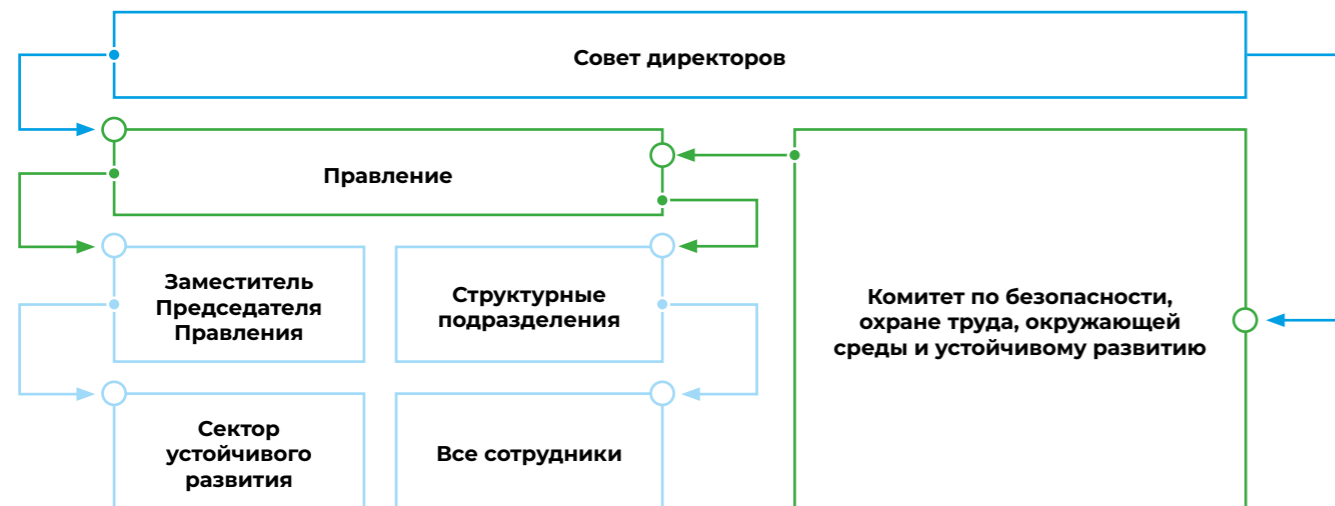 Совет директоров
Правление
Заместитель
Председателя
Правления
Структурные
подразделения
Комитет по безопасности,
охране труда, окружающей
среды и устойчивому развитию
Сектор
устойчивого
развития
Все сотрудники